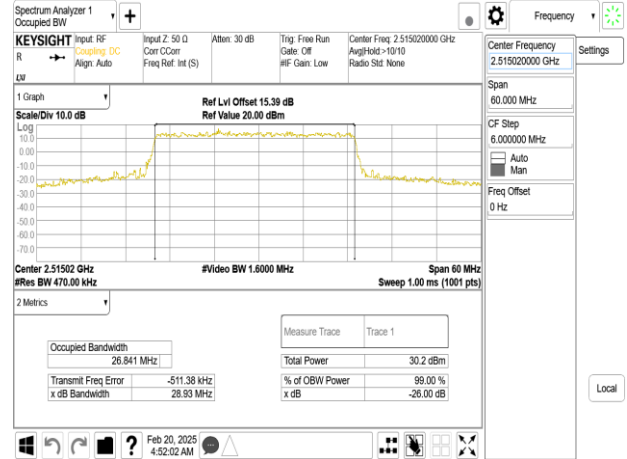 Spectrum Analyzer 1
Occupied BW
Frequency
KEYSIGHT
R
Input: RF
Coupling: DC
Align: Auto
Input Z: 50 Ω
Corr CCorr
Freq Ref: Int (S)
Atten: 30 dB
Trig: Free Run
Gate: Off
#IF Gain: Low
Center Freq: 2.515020000 GHz
Avg|Hold:>10/10
Radio Std: None
1 Graph
Scale/Div 10.0 dB
Ref Lvl Offset 15.39 dB
Ref Value 20.00 dBm
Log
10.0
0.00
-10.0
-20.0
-30.0
-40.0
-50.0
-60.0
-70.0
Center 2.51502 GHz
#Res BW 470.00 kHz
#Video BW 1.6000 MHz
Span 60 MHz
Sweep 1.00 ms (1001 pts)
2 Metrics
Measure Trace
Trace 1
Occupied Bandwidth
26.841 MHz
Total Power
30.2 dBm
Transmit Freq Error
-511.38 kHz
% of OBW Power
99.00 %
x dB Bandwidth
28.93 MHz
x dB
-26.00 dB
Center Frequency
2.515020000 GHz
Settings
Span
60.000 MHz
CF Step
6.000000 MHz
Auto
Man
Freq Offset
0 Hz
Local
?
Feb 20, 2025
4:52:02 AM